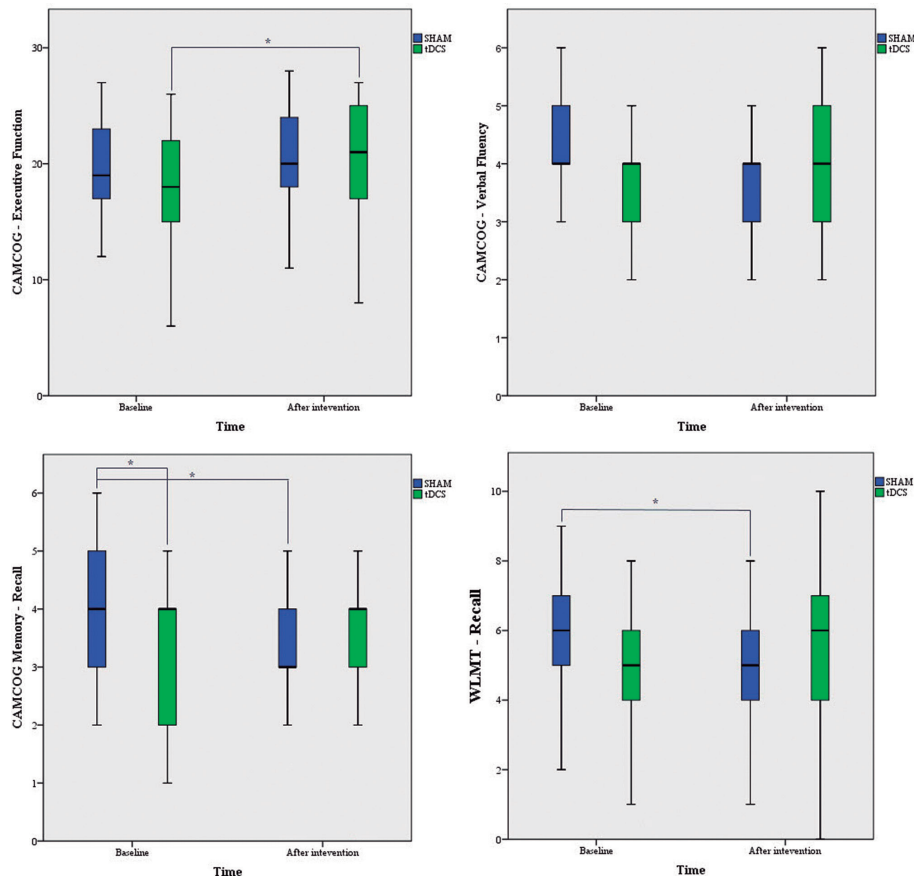 CAMCOG - Executive Function
30
20
10
0
*
SHAM
tDCS
Baseline
After intevention
Time
CAMCOG - Verbal Fluency
6
5
4
3
2
1
0
SHAM
tDCS
Baseline
After intevention
Time
CAMCOG Memory - Recall
6
5
4
3
2
1
0
*
*
SHAM
tDCS
Baseline
After intevention
Time
WLMT - Recall
10
8
6
4
2
0
*
SHAM
tDCS
Baseline
After intevention
Time